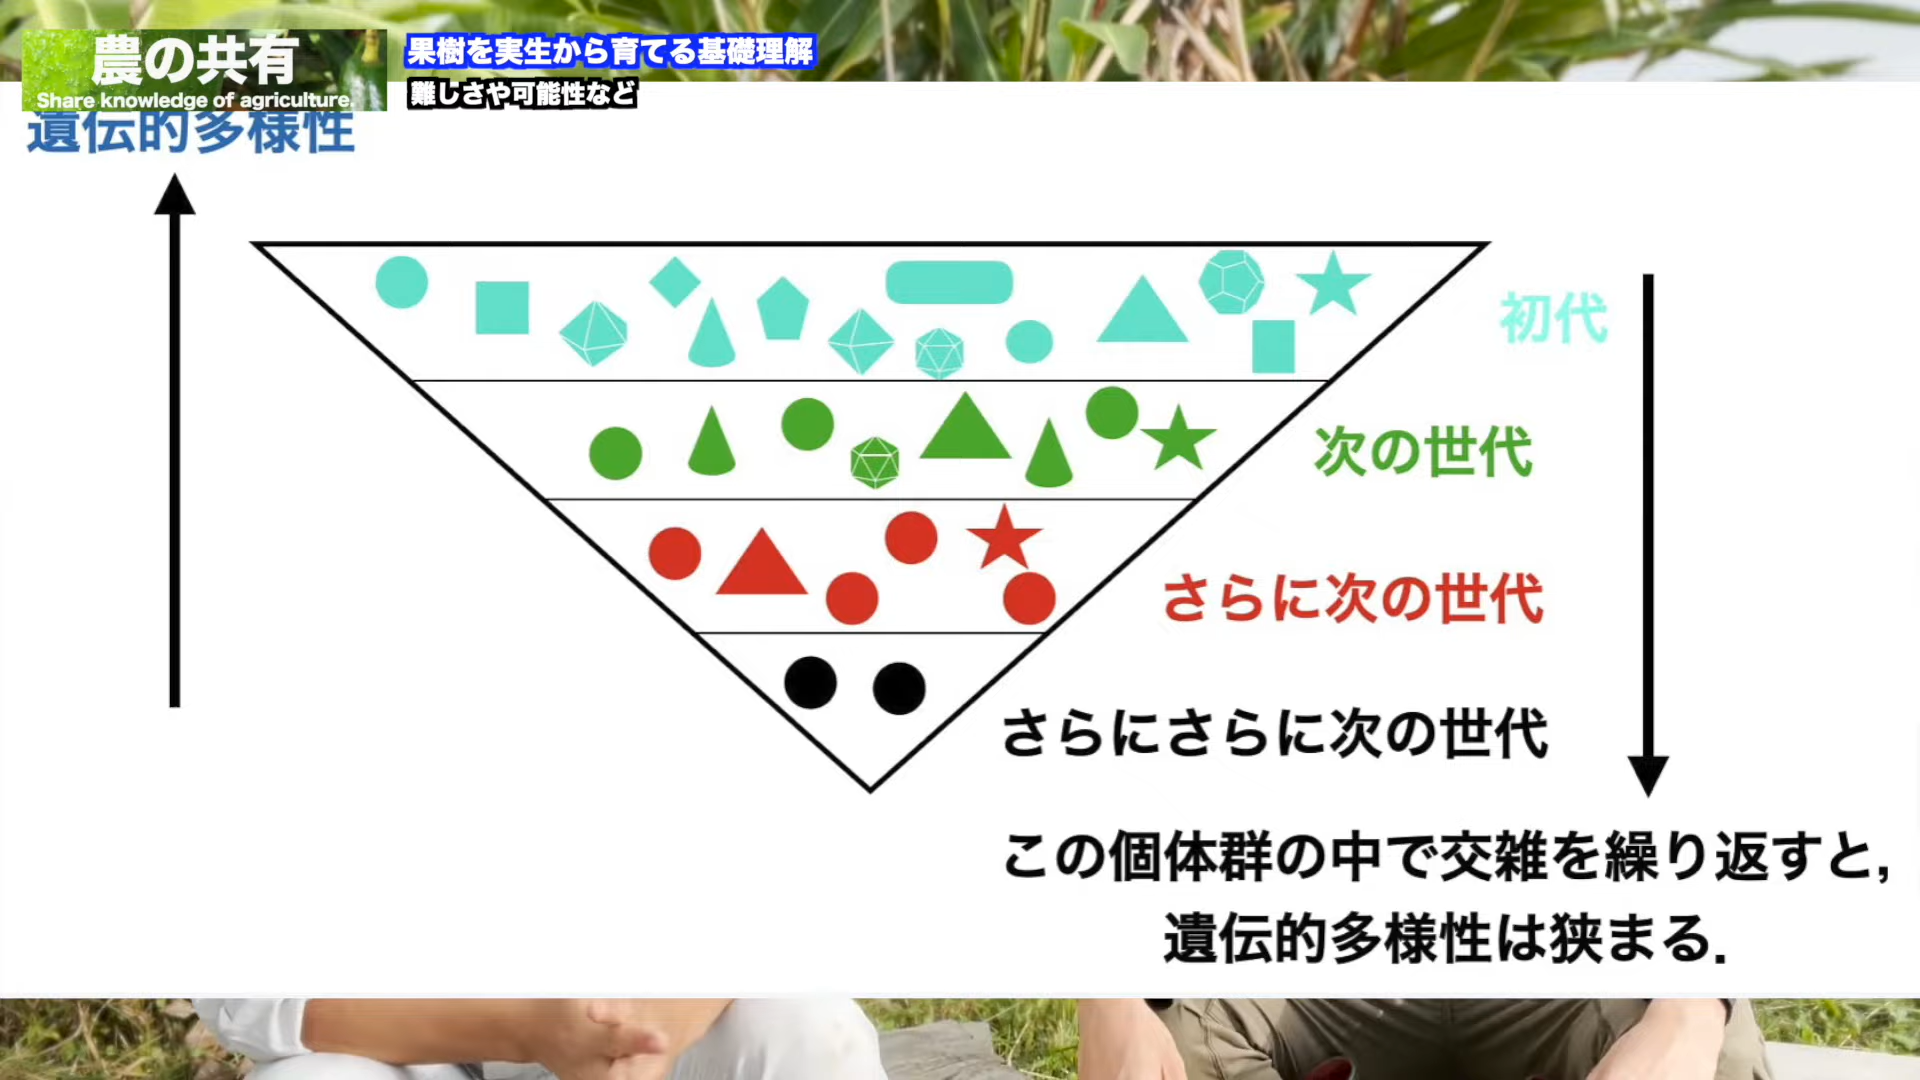 農の共有
Share knowledge of agriculture.
果樹を実生から育てる基礎理解
難しさや可能性など
遺伝的多様性
初代
次の世代
さらに次の世代
さらにさらに次の世代
この個体群の中で交雑を繰り返すと,
遺伝的多様性は狭まる.